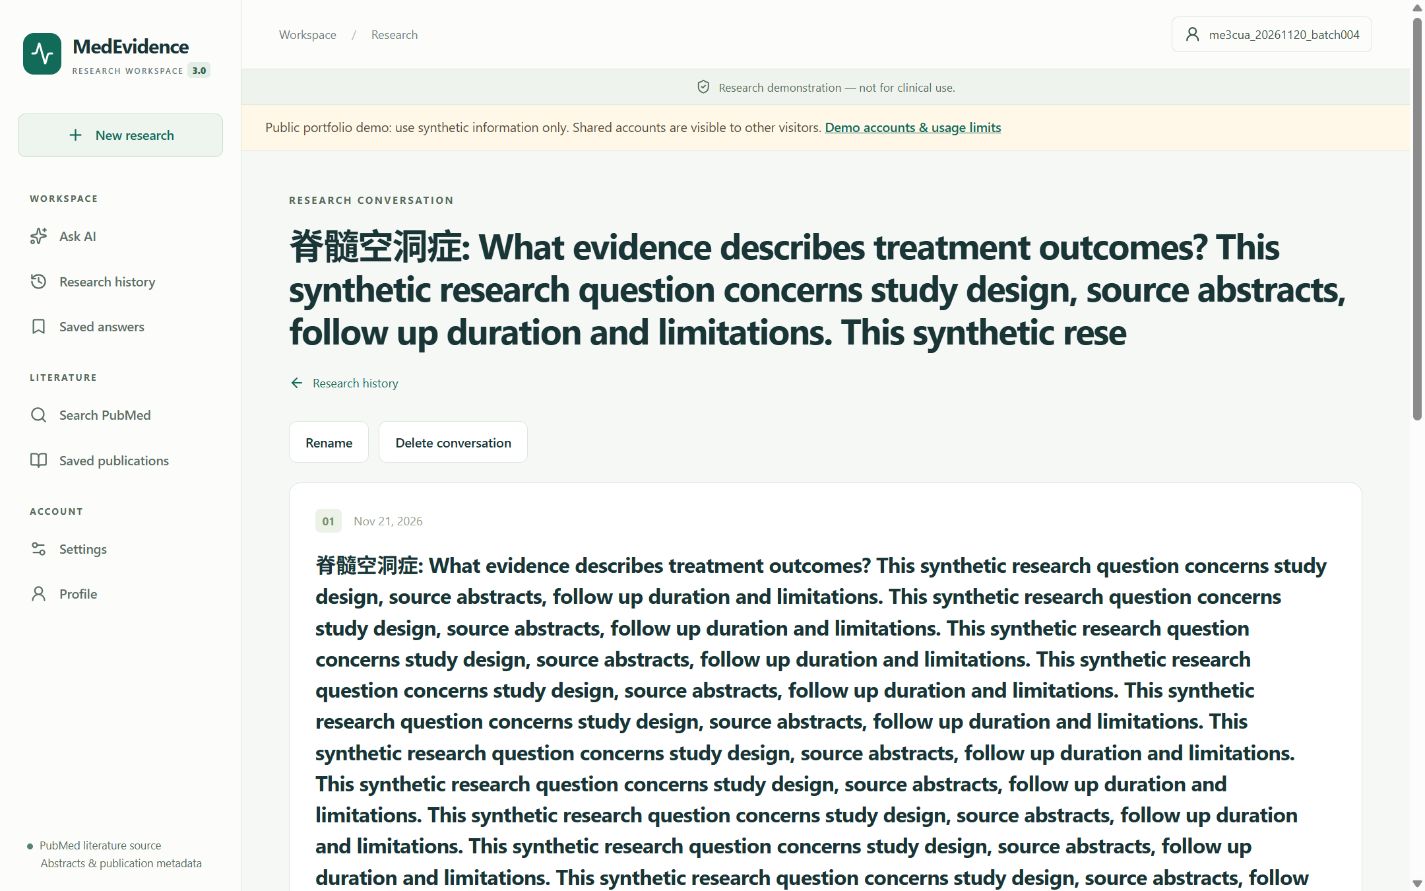 MedEvidence
RESEARCH WORKSPACE 3.0
New research
WORKSPACE
Ask AI
Research history
Saved answers
LITERATURE
Search PubMed
Saved publications
ACCOUNT
Settings
Profile
PubMed literature source
Abstracts & publication metadata
Workspace / Research
me3cua_20261120_batch004
Research demonstration — not for clinical use.
Public portfolio demo: use synthetic information only. Shared accounts are visible to other visitors. Demo accounts & usage limits
RESEARCH CONVERSATION
脊髓空洞症: What evidence describes treatment outcomes? This
synthetic research question concerns study design, source abstracts,
follow up duration and limitations. This synthetic rese
Research history
Rename
Delete conversation
01 Nov 21, 2026
脊髓空洞症: What evidence describes treatment outcomes? This synthetic research question concerns study
design, source abstracts, follow up duration and limitations. This synthetic research question concerns
study design, source abstracts, follow up duration and limitations. This synthetic research question
concerns study design, source abstracts, follow up duration and limitations. This synthetic research
question concerns study design, source abstracts, follow up duration and limitations. This synthetic
research question concerns study design, source abstracts, follow up duration and limitations. This
synthetic research question concerns study design, source abstracts, follow up duration and limitations.
This synthetic research question concerns study design, source abstracts, follow up duration and
limitations. This synthetic research question concerns study design, source abstracts, follow up duration
and limitations. This synthetic research question concerns study design, source abstracts, follow up
duration and limitations. This synthetic research question concerns study design, source abstracts, follow